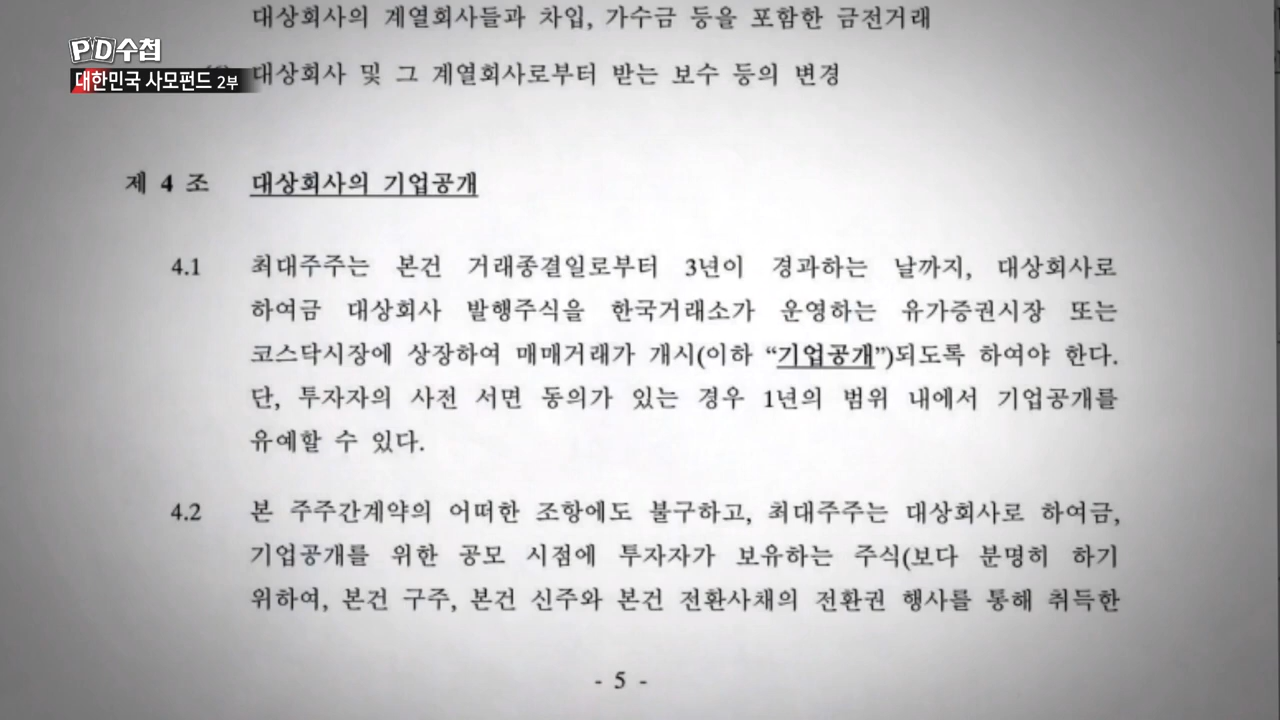 대상회사의 계열회사들과 차입, 가수금 등을 포함한 금전거래
PD수첩
대한민국 사모펀드 2부
대상회사 및 그 계열회사로부터 받는 보수 등의 변경
제 4 조 대상회사의 기업공개
4.1 최대주주는 본건 거래종결일로부터 3년이 경과하는 날까지, 대상회사로
하여금 대상회사 발행주식을 한국거래소가 운영하는 유가증권시장 또는
코스닥시장에 상장하여 매매거래가 개시(이하 “기업공개”)되도록 하여야 한다.
단, 투자자의 사전 서면 동의가 있는 경우 1년의 범위 내에서 기업공개를
유예할 수 있다.
4.2 본 주주간계약의 어떠한 조항에도 불구하고, 최대주주는 대상회사로 하여금,
기업공개를 위한 공모 시점에 투자자가 보유하는 주식(보다 분명히 하기
위하여, 본건 구주, 본건 신주와 본건 전환사채의 전환권 행사를 통해 취득한
- 5 -